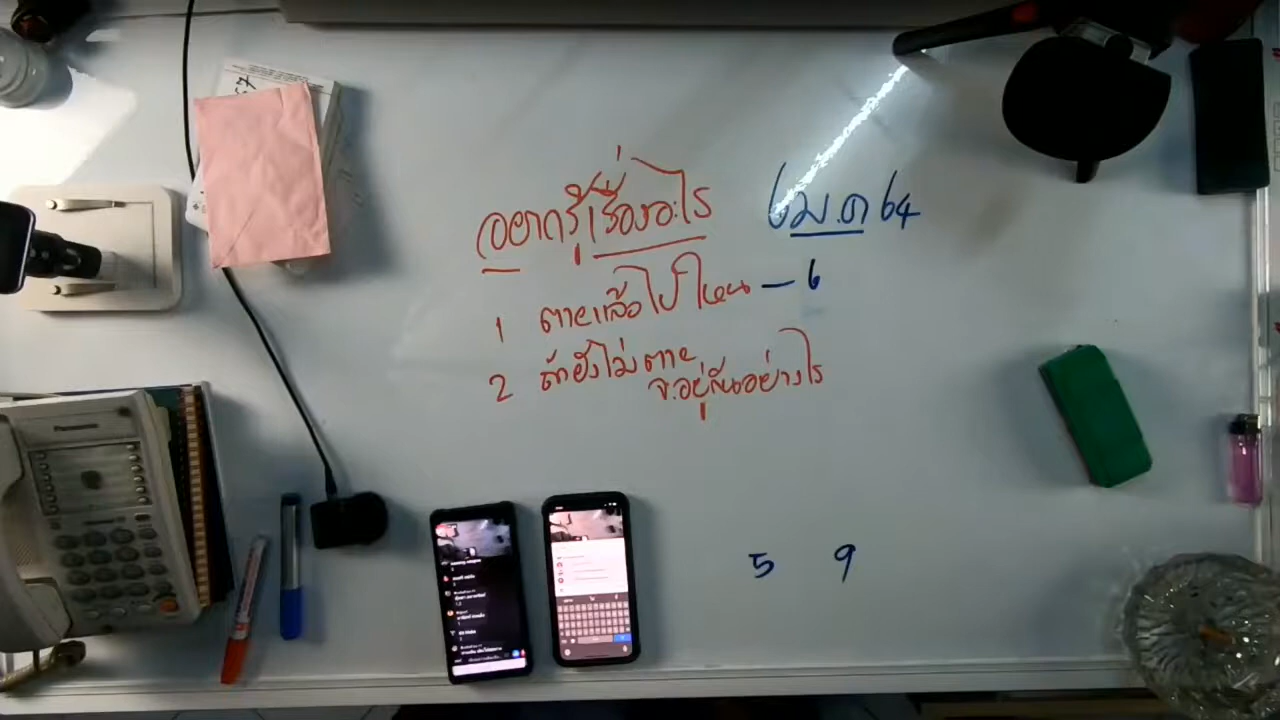 อยากรู้เรื่องอะไร 6 ม.ค 64
1 ตายแล้วไปไหน — 6
2 ถ้ายังไม่ตาย
จะอยู่กันอย่างไร
5 9
Panasonic